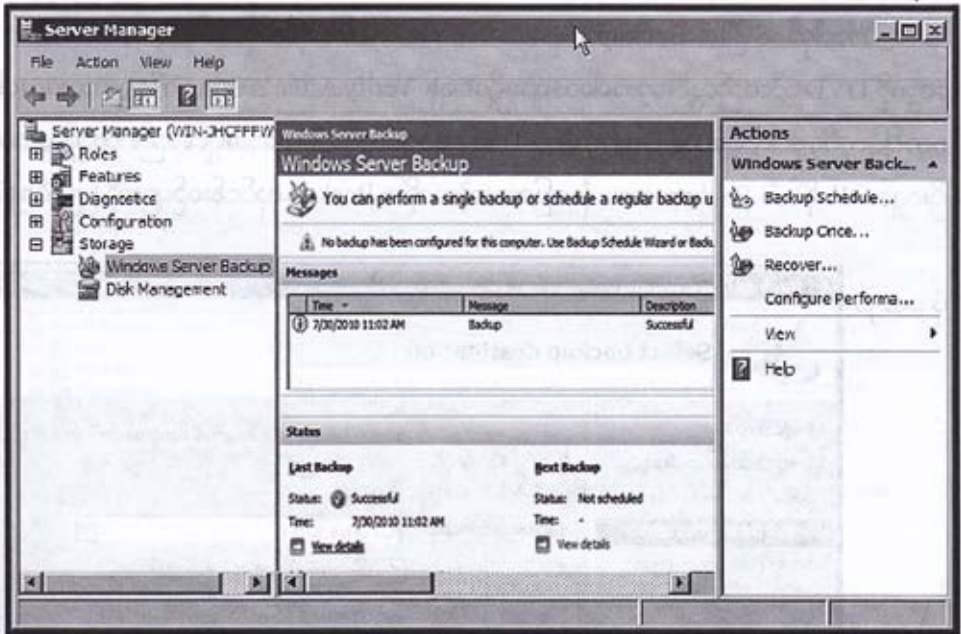 Server Manager
File Action View Help
Server Manager (WIN-JHCFFFW
Roles
Features
Diagnostics
Configuration
Storage
Windows Server Backup
Disk Management
Windows Server Backup
Windows Server Backup
You can perform a single backup or schedule a regular backup u
No backup has been configured for this computer. Use Backup Schedule Wizard or Backu
Messages
Time Message Description
7/30/2010 11:02 AM Backup Successful
Status
Last Backup
Status: Successful
Time: 7/30/2010 11:02 AM
View details
Next Backup
Status: Not scheduled
Time: -
View details
Actions
Windows Server Back...
Backup Schedule...
Backup Once...
Recover...
Configure Performa...
View
Help